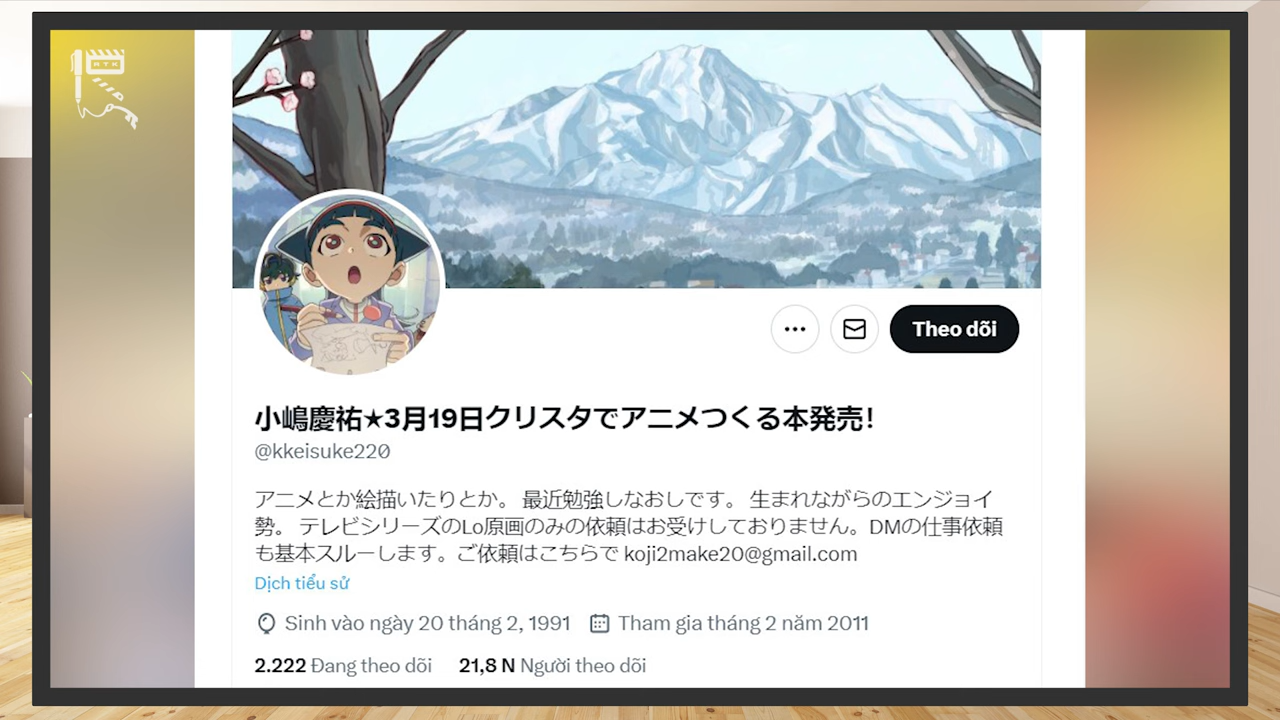 RTK
Theo dõi
小嶋慶祐★3月19日クリスタでアニメつくる本発売!
@kkeisuke220
アニメとか絵描いたりとか。 最近勉強しなおしです。 生まれながらのエンジョイ
勢。 テレビシリーズのLo原画のみの依頼はお受けしておりません。DMの仕事依頼
も基本スルーします。ご依頼はこちらで koji2make20@gmail.com
Dịch tiểu sử
Sinh vào ngày 20 tháng 2, 1991 Tham gia tháng 2 năm 2011
2.222 Đang theo dõi 21,8 N Người theo dõi